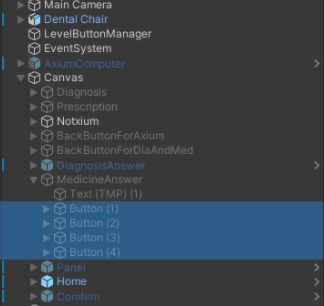 Main Camera
Dental Chair
LevelButtonManager
EventSystem
AxiumComputer
Canvas
Diagnosis
Prescription
Notxium
BackButtonForAxium
BackButtonForDiaAndMed
DiagnosisAnswer
MedicineAnswer
Text (TMP) (1)
Button (1)
Button (2)
Button (3)
Button (4)
Panel
Home
Comfirm